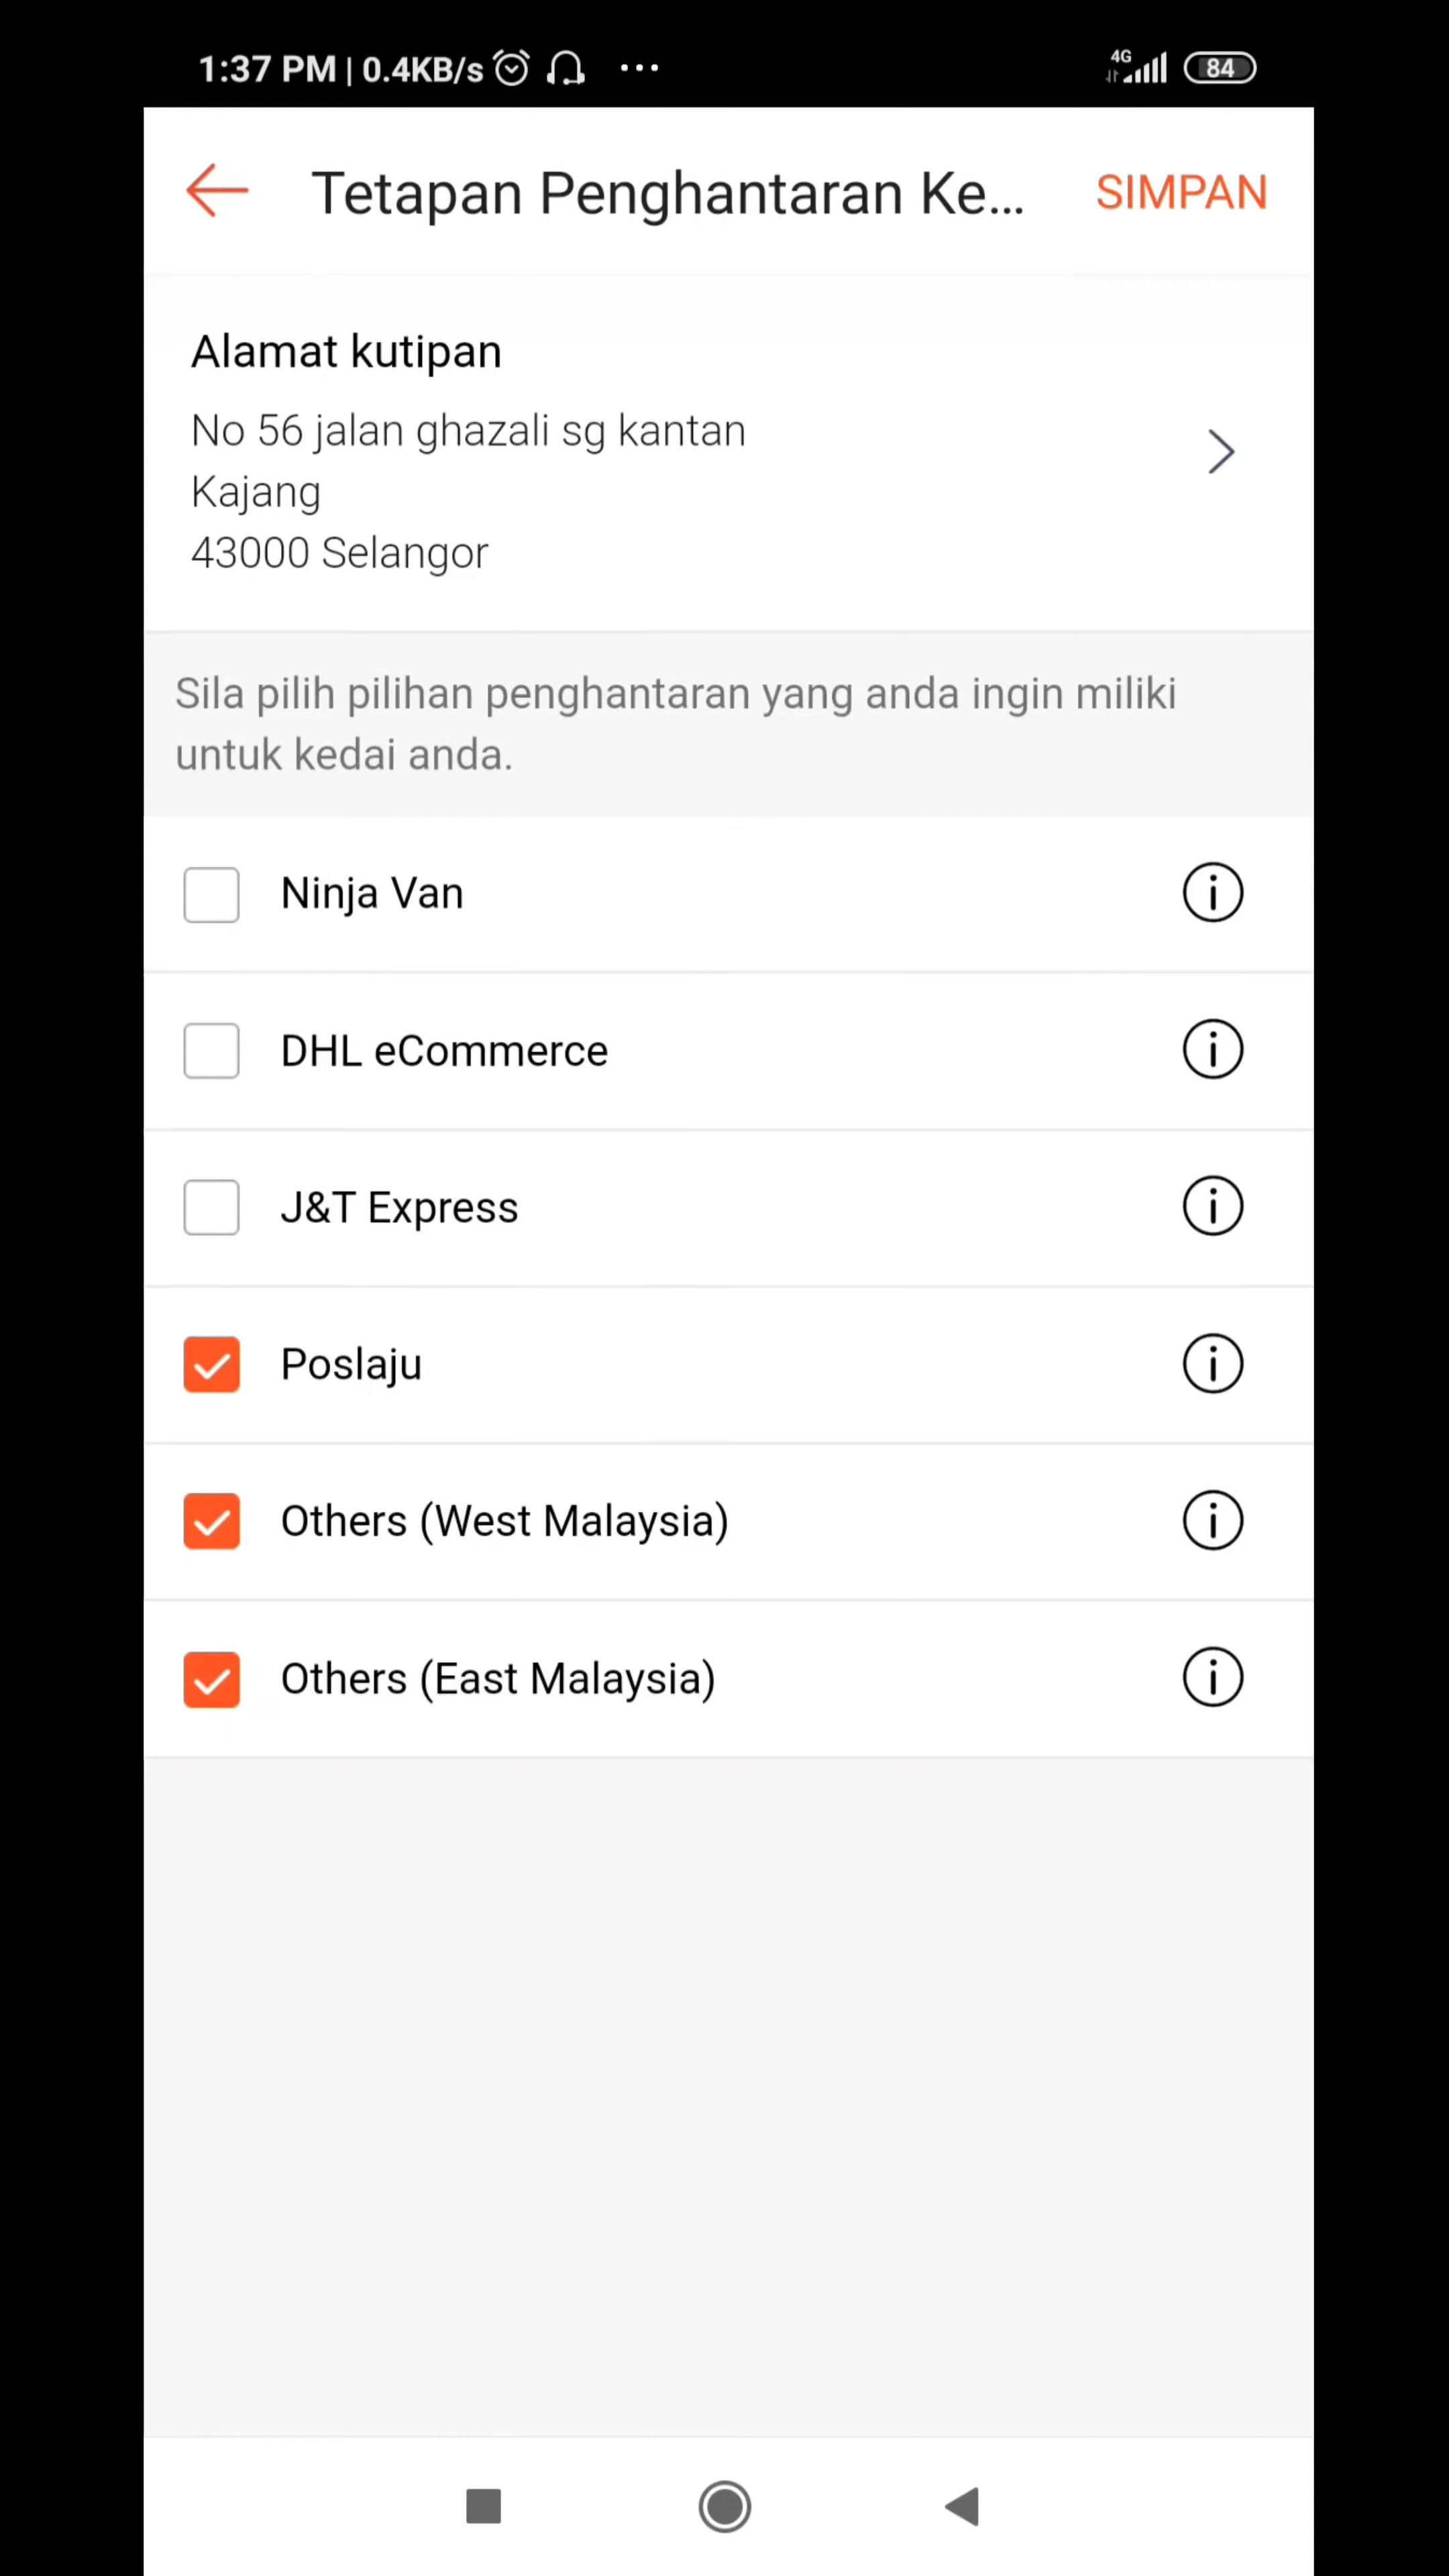 1:37 PM | 0.4KB/s ... 4G 84
Tetapan Penghantaran Ke... SIMPAN
Alamat kutipan
No 56 jalan ghazali sg kantan
Kajang
43000 Selangor
Sila pilih pilihan penghantaran yang anda ingin miliki
untuk kedai anda.
Ninja Van
DHL eCommerce
J&T Express
Poslaju
Others (West Malaysia)
Others (East Malaysia)